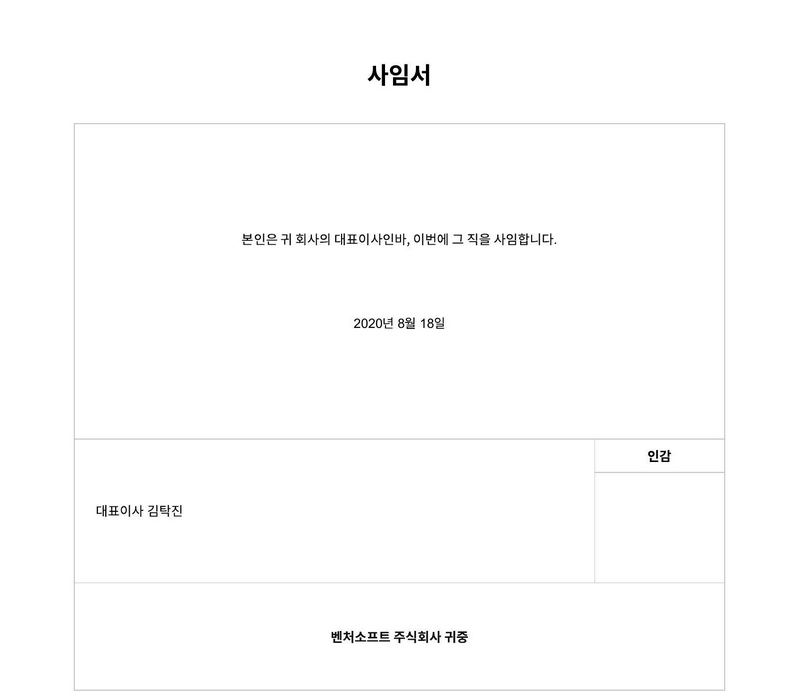 사임서
본인은 귀 회사의 대표이사인바, 이번에 그 직을 사임합니다.
2020년 8월 18일
인감
대표이사 김탁진
벤처소프트 주식회사 귀중